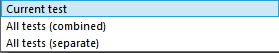 Current test
All tests (combined)
All tests (separate)